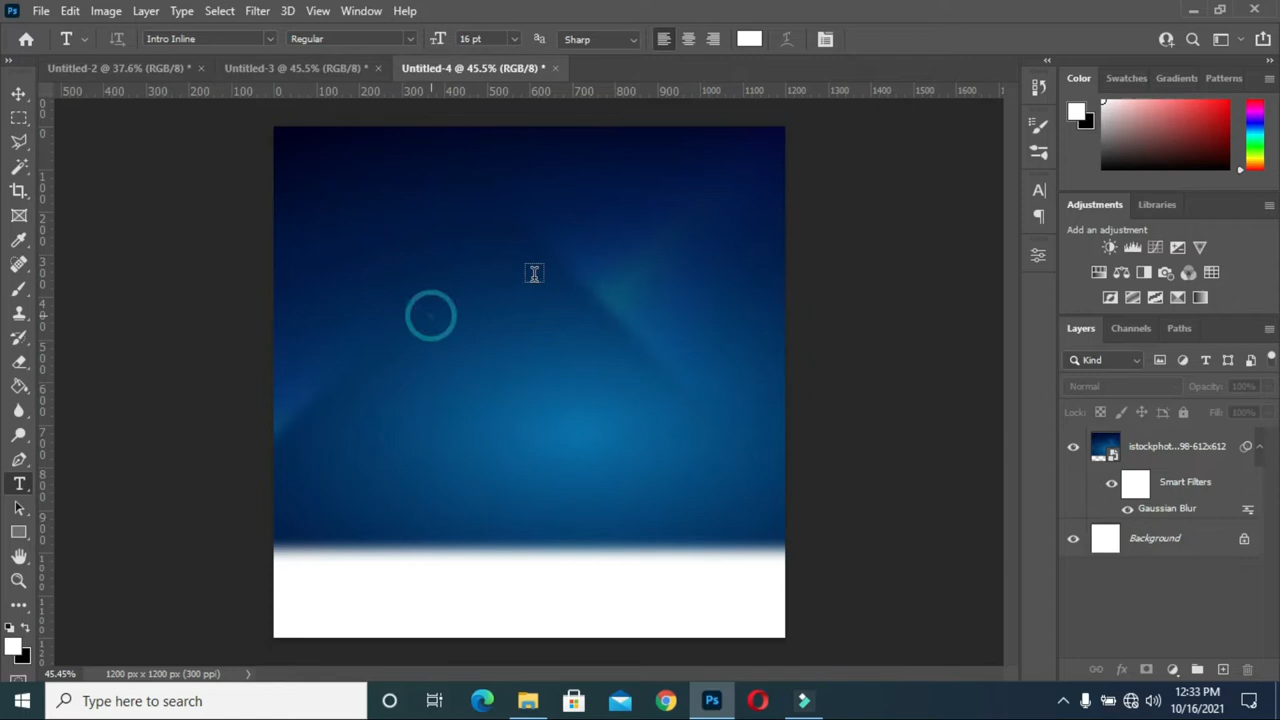 Ps File Edit Image Layer Type Select Filter 3D View Window Help
T Intro Inline Regular 16 pt aa Sharp
Untitled-2 @ 37.6% (RGB/8) * × Untitled-3 @ 45.5% (RGB/8) * × Untitled-4 @ 45.5% (RGB/8) * ×
500 400 300 200 100 0 100 200 300 400 500 600 700 800 900 1000 1100 1200 1300 1400 1500 1600
Color Swatches Gradients Patterns
Adjustments Libraries
Add an adjustment
Layers Channels Paths
Kind
Normal Opacity: 100%
Lock: Fill: 100%
istockphot...98-612x612
Smart Filters
Gaussian Blur
Background
45.45% 1200 px x 1200 px (300 ppi)
Type here to search
Ps
12:33 PM
10/16/2021